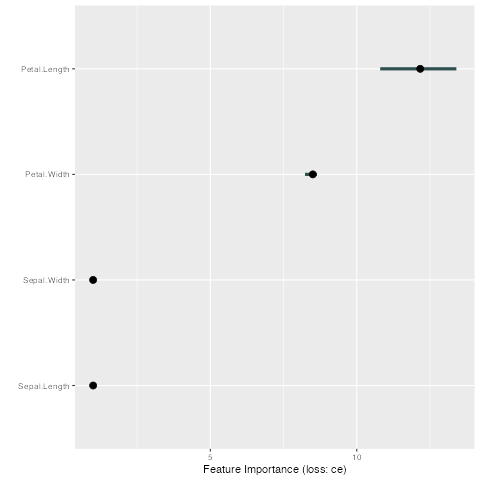 Petal.Length
Petal.Width
Sepal.Width
Sepal.Length
5 10
Feature Importance (loss: ce)